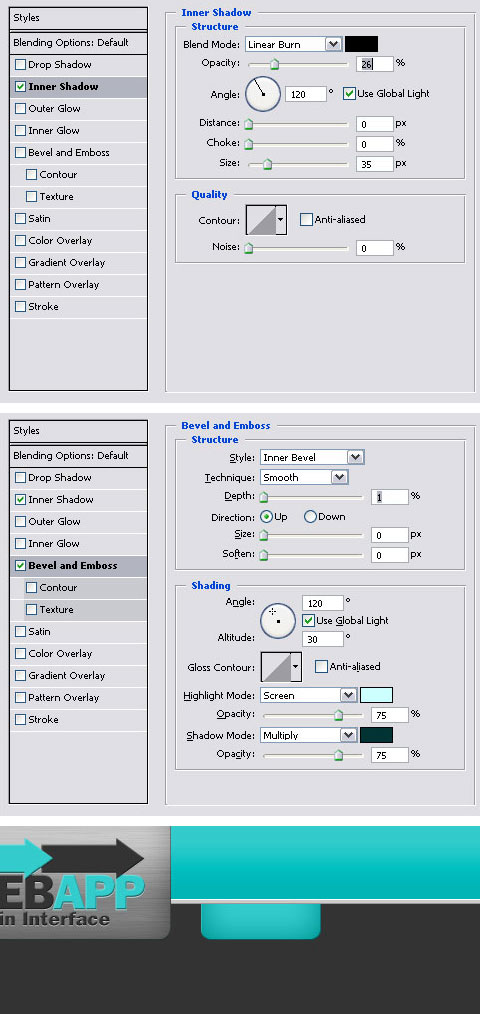 Styles
Blending Options: Default
Drop Shadow
Inner Shadow
Outer Glow
Inner Glow
Bevel and Emboss
Contour
Texture
Satin
Color Overlay
Gradient Overlay
Pattern Overlay
Stroke
Inner Shadow
Structure
Blend Mode: Linear Burn
Opacity: 26 %
Angle: 120 ° Use Global Light
Distance: 0 px
Choke: 0 %
Size: 35 px
Quality
Contour: Anti-aliased
Noise: 0 %
Styles
Blending Options: Default
Drop Shadow
Inner Shadow
Outer Glow
Inner Glow
Bevel and Emboss
Contour
Texture
Satin
Color Overlay
Gradient Overlay
Pattern Overlay
Stroke
Bevel and Emboss
Structure
Style: Inner Bevel
Technique: Smooth
Depth: 1 %
Direction: Up Down
Size: 0 px
Soften: 0 px
Shading
Angle: 120 °
Use Global Light
Altitude: 30 °
Gloss Contour: Anti-aliased
Highlight Mode: Screen
Opacity: 75 %
Shadow Mode: Multiply
Opacity: 75 %
EBAPP
in Interface